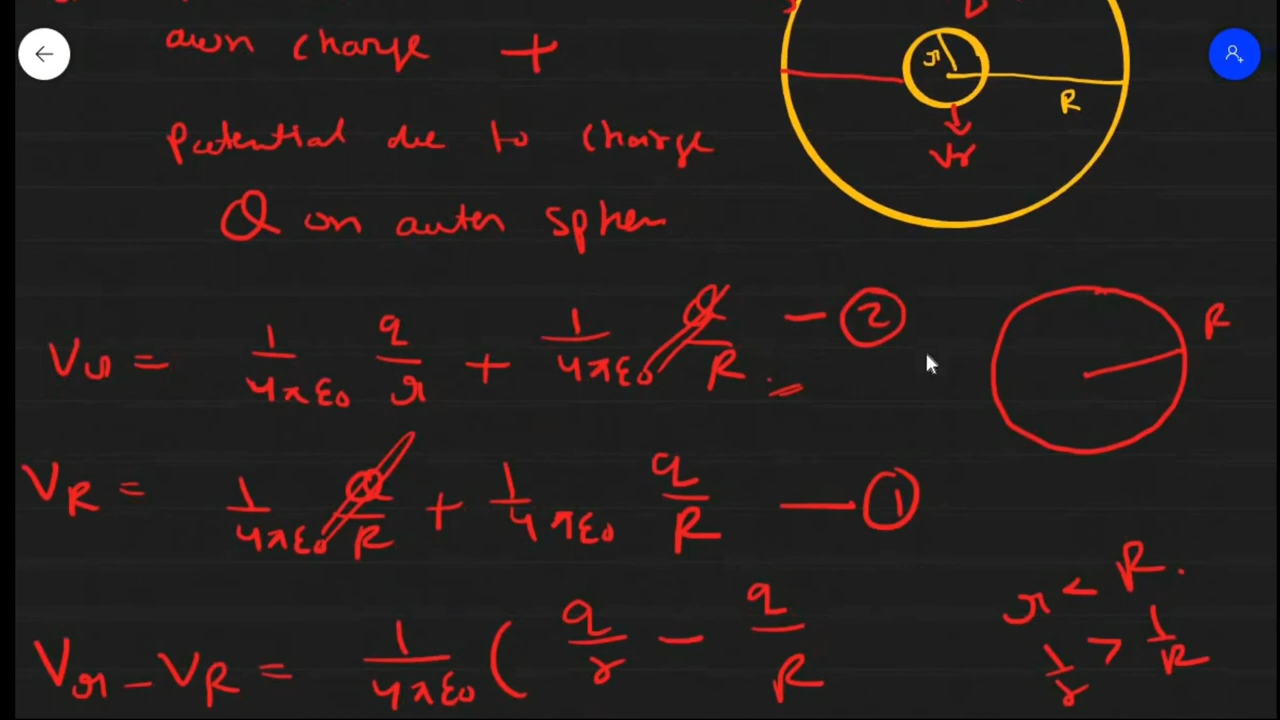 own charge +
r
R
potential due to charge
Vr
Q on outer sphere
Vr = 1/4πε₀ q/r + 1/4πε₀ Q/R - ②
R
VR = 1/4πε₀ Q/R + 1/4πε₀ q/R — ①
r < R.
Vr - VR = 1/4πε₀ ( q/r - q/R
1/r > 1/R